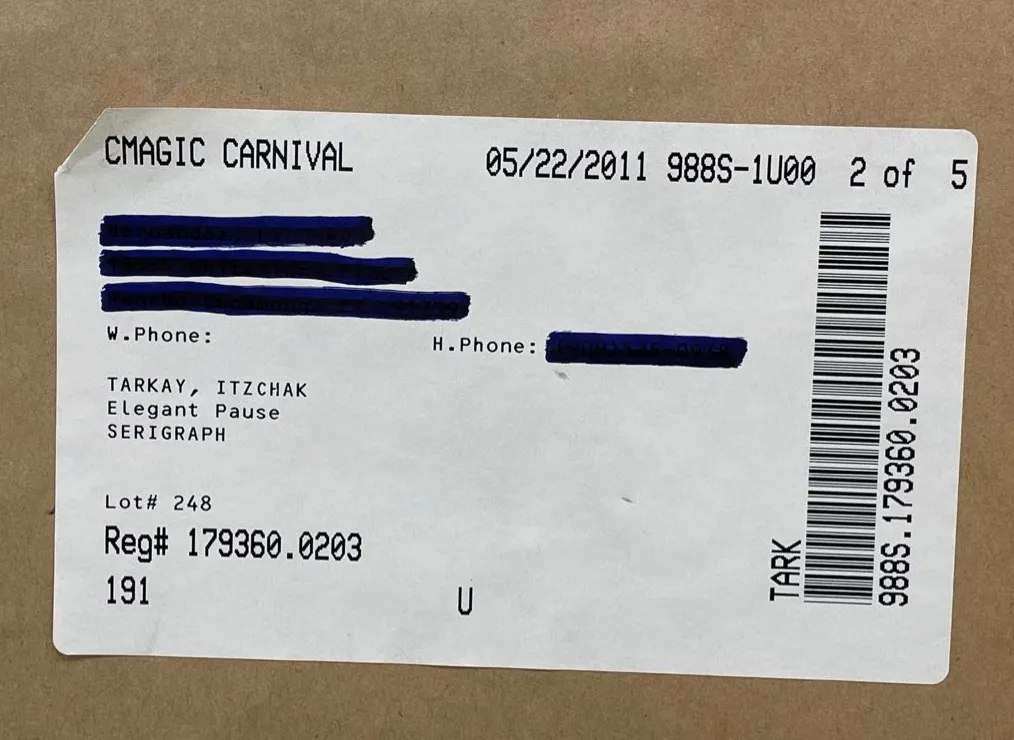 CMAGIC CARNIVAL 05/22/2011 988S-1U00 2 of 5
W.Phone:
H.Phone:
TARKAY, ITZCHAK
Elegant Pause
SERIGRAPH
Lot# 248
Reg# 179360.0203
191 U
TARK
988S.179360.0203